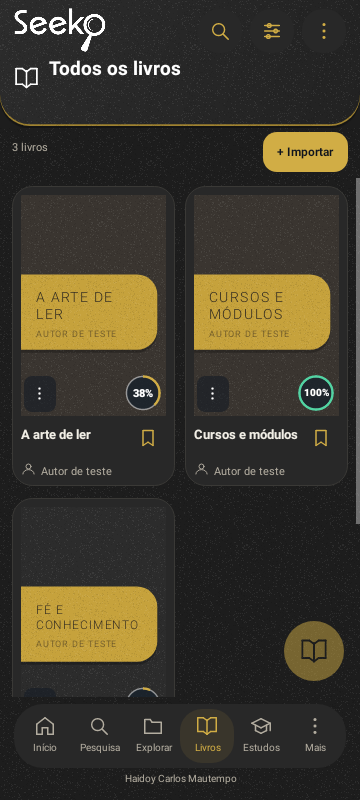 Seeko
Todos os livros
3 livros
+ Importar
A ARTE DE
LER
AUTOR DE TESTE
38%
A arte de ler
Autor de teste
CURSOS E
MÓDULOS
AUTOR DE TESTE
100%
Cursos e módulos
Autor de teste
FÉ E
CONHECIMENTO
AUTOR DE TESTE
Início
Pesquisa
Explorar
Livros
Estudos
Mais
Haidoy Carlos Mautempo